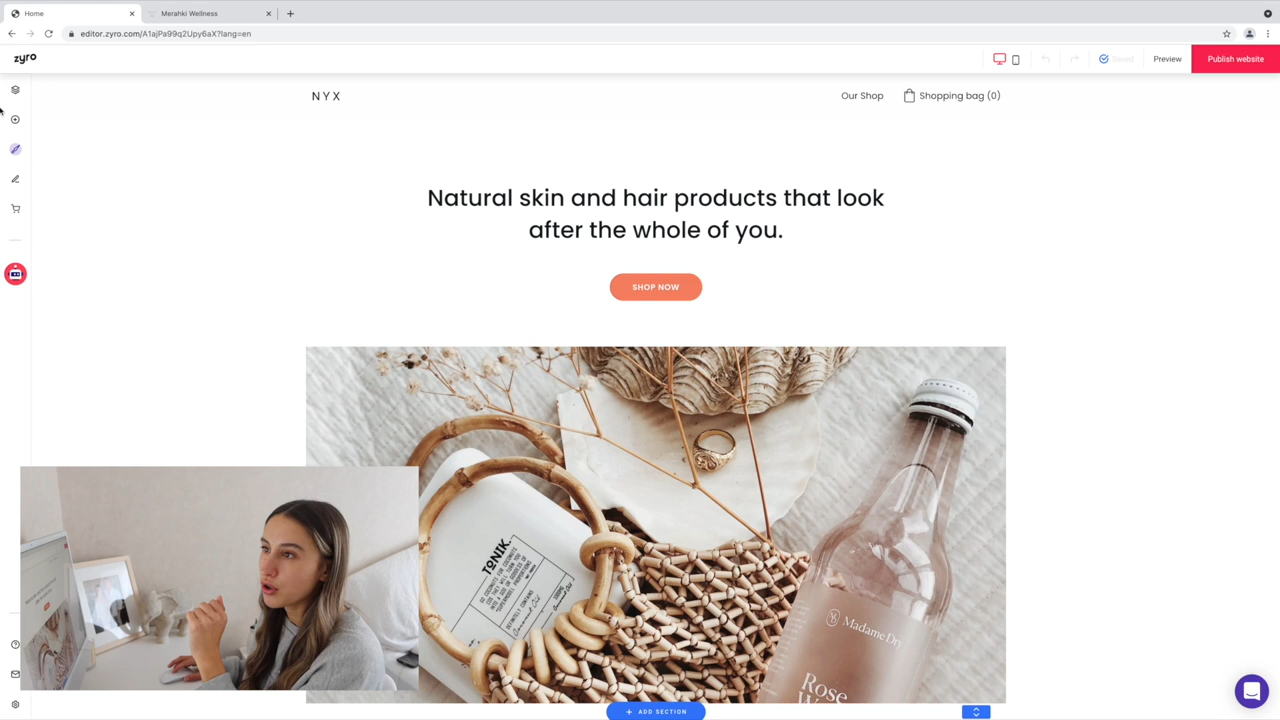 Home
Merahki Wellness
editor.zyro.com/A1ajPa99q2Upy6aX?lang=en
zyro
Saved
Preview
Publish website
NYX
Our Shop
Shopping bag (0)
Natural skin and hair products that look
after the whole of you.
SHOP NOW
TONIK.
Madame Dry
Rose
+ ADD SECTION